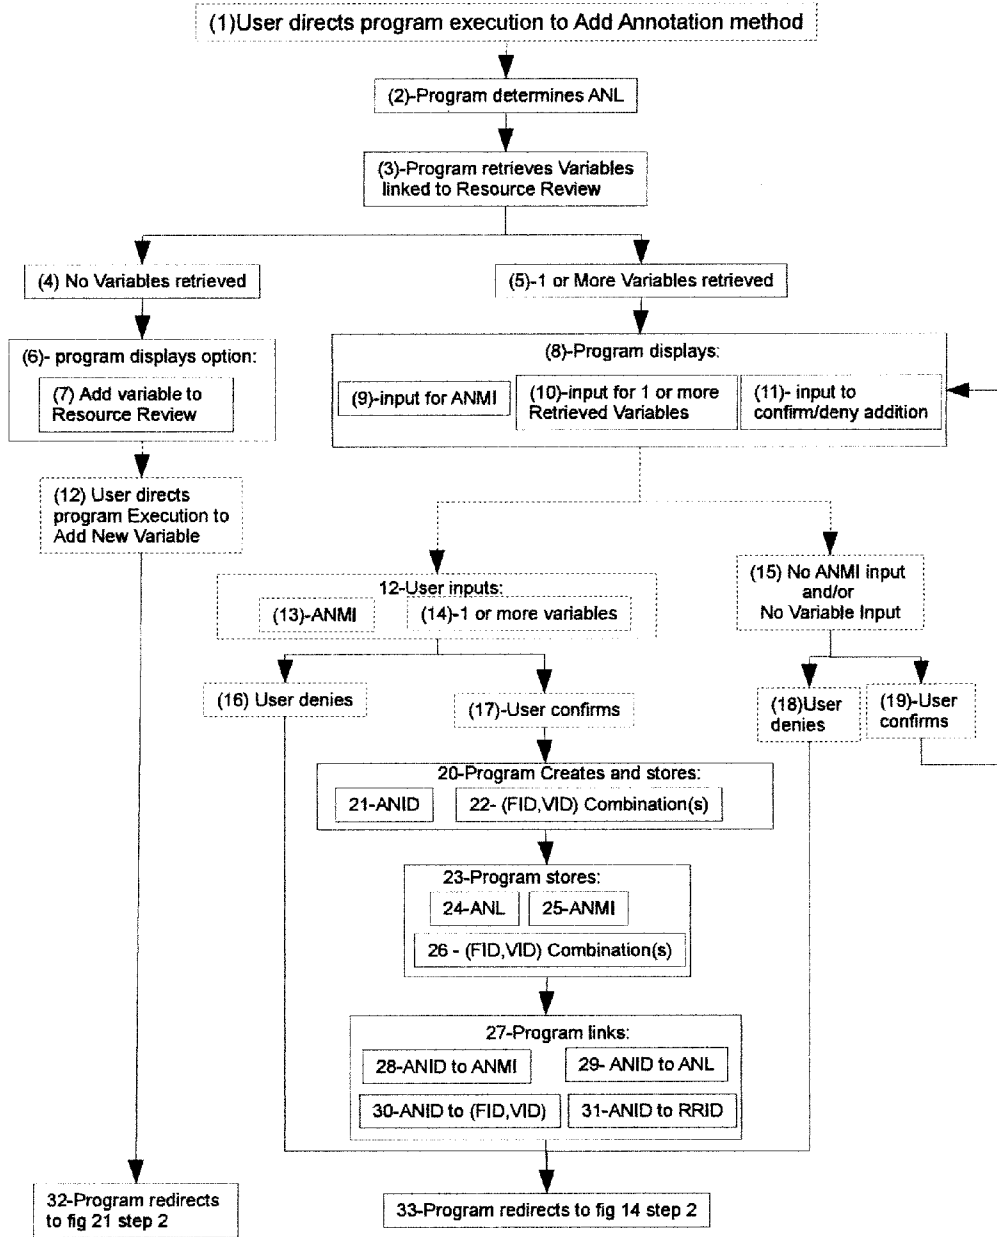 (1)User directs program execution to Add Annotation method
(2)-Program determines ANL
(3)-Program retrieves Variables
linked to Resource Review
(4) No Variables retrieved
(5)-1 or More Variables retrieved
(6)- program displays option:
(7) Add variable to
Resource Review
(8)-Program displays:
(9)-input for ANMI
(10)-input for 1 or more
Retrieved Variables
(11)- input to
confirm/deny addition
(12) User directs
program Execution to
Add New Variable
12-User inputs:
(13)-ANMI
(14)-1 or more variables
(15) No ANMI input
and/or
No Variable Input
(16) User denies
(17)-User confirms
(18)User
denies
(19)-User
confirms
20-Program Creates and stores:
21-ANID
22- (FID,VID) Combination(s)
23-Program stores:
24-ANL
25-ANMI
26 - (FID,VID) Combination(s)
27-Program links:
28-ANID to ANMI
29- ANID to ANL
30-ANID to (FID,VID)
31-ANID to RRID
32-Program redirects
to fig 21 step 2
33-Program redirects to fig 14 step 2